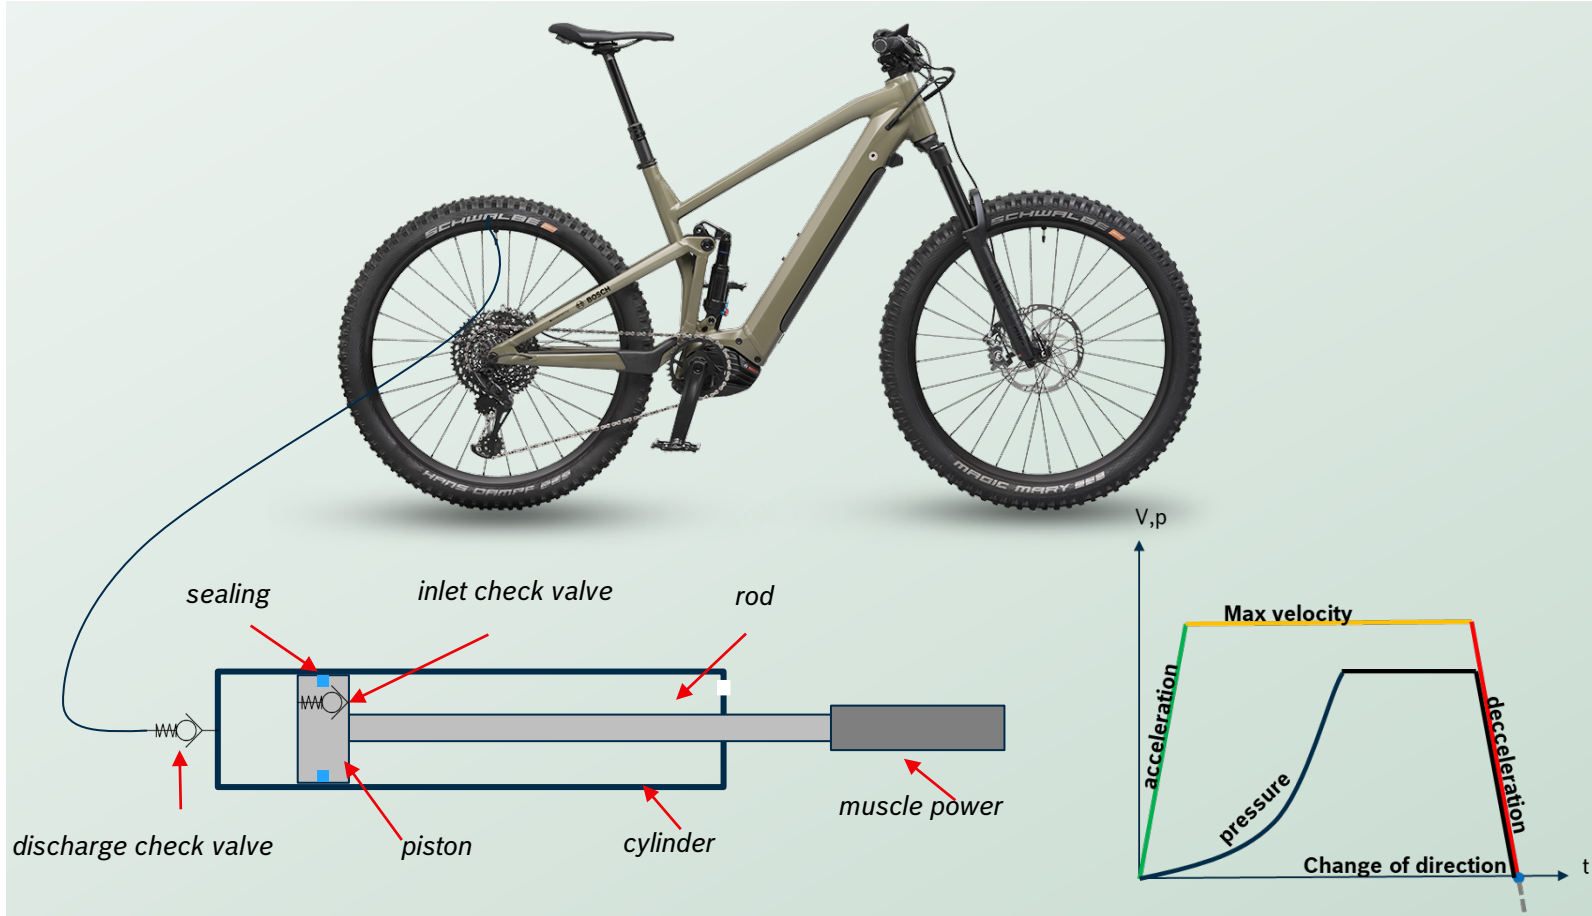 SCHWALBE
SCHWALBE
BOSCH
HANS DAMPF
MAGIC MARY
V,p
sealing
inlet check valve
rod
Max velocity
acceleration
decceleration
pressure
muscle power
discharge check valve
piston
cylinder
Change of direction
t